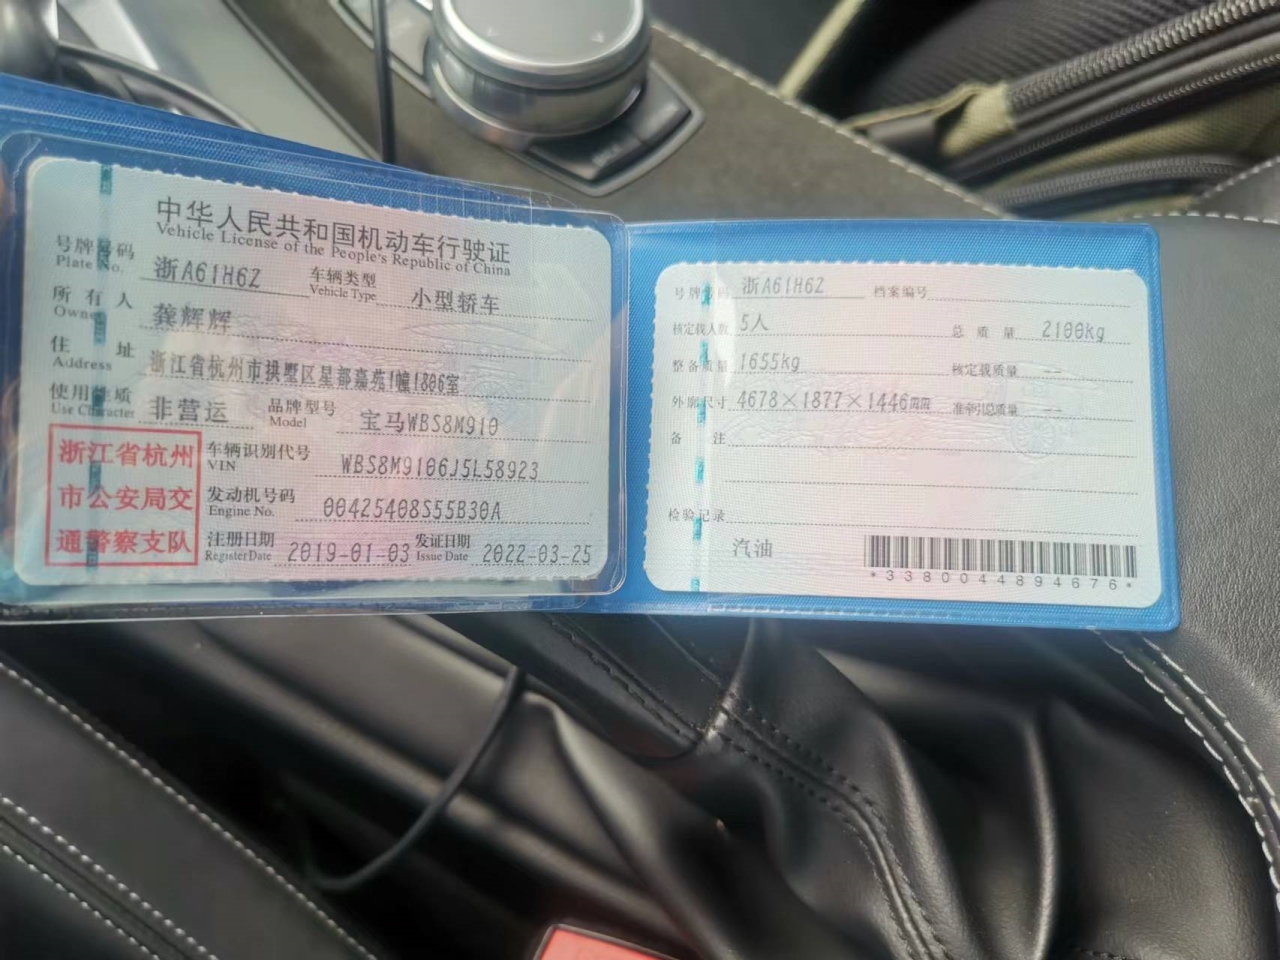 中华人民共和国机动车行驶证
Vehicle License of the People's Republic of China
号牌号码 浙A61H6Z 车辆类型 小型轿车
Plate No. Vehicle Type
所有人 龚辉辉
Owner
住址 浙江省杭州市拱墅区星都嘉苑1幢1806室
Address
使用性质 非营运 品牌型号 宝马WBS8M910
Use Character Model
浙江省杭州
市公安局交
通警察支队
车辆识别代号 WBS8M9106J5L58923
VIN
发动机号码 00425408S55B30A
Engine No.
注册日期 2019-01-03 发证日期 2022-03-25
Register Date Issue Date
号牌号码 浙A61H6Z 档案编号
核定载人数 5人 总质量 2100kg
整备质量 1655kg 核定载质量 --
外廓尺寸 4678×1877×1446mm 准牵引总质量 --
备注
检验记录
汽油
*3380044894676*